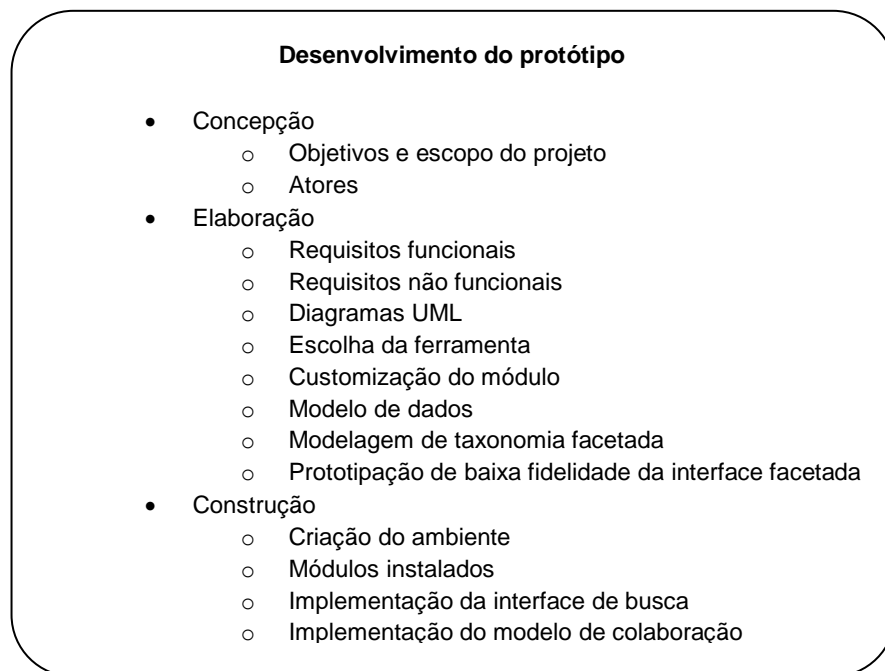 Desenvolvimento do protótipo
• Concepção
o Objetivos e escopo do projeto
o Atores
• Elaboração
o Requisitos funcionais
o Requisitos não funcionais
o Diagramas UML
o Escolha da ferramenta
o Customização do módulo
o Modelo de dados
o Modelagem de taxonomia facetada
o Prototipação de baixa fidelidade da interface facetada
• Construção
o Criação do ambiente
o Módulos instalados
o Implementação da interface de busca
o Implementação do modelo de colaboração